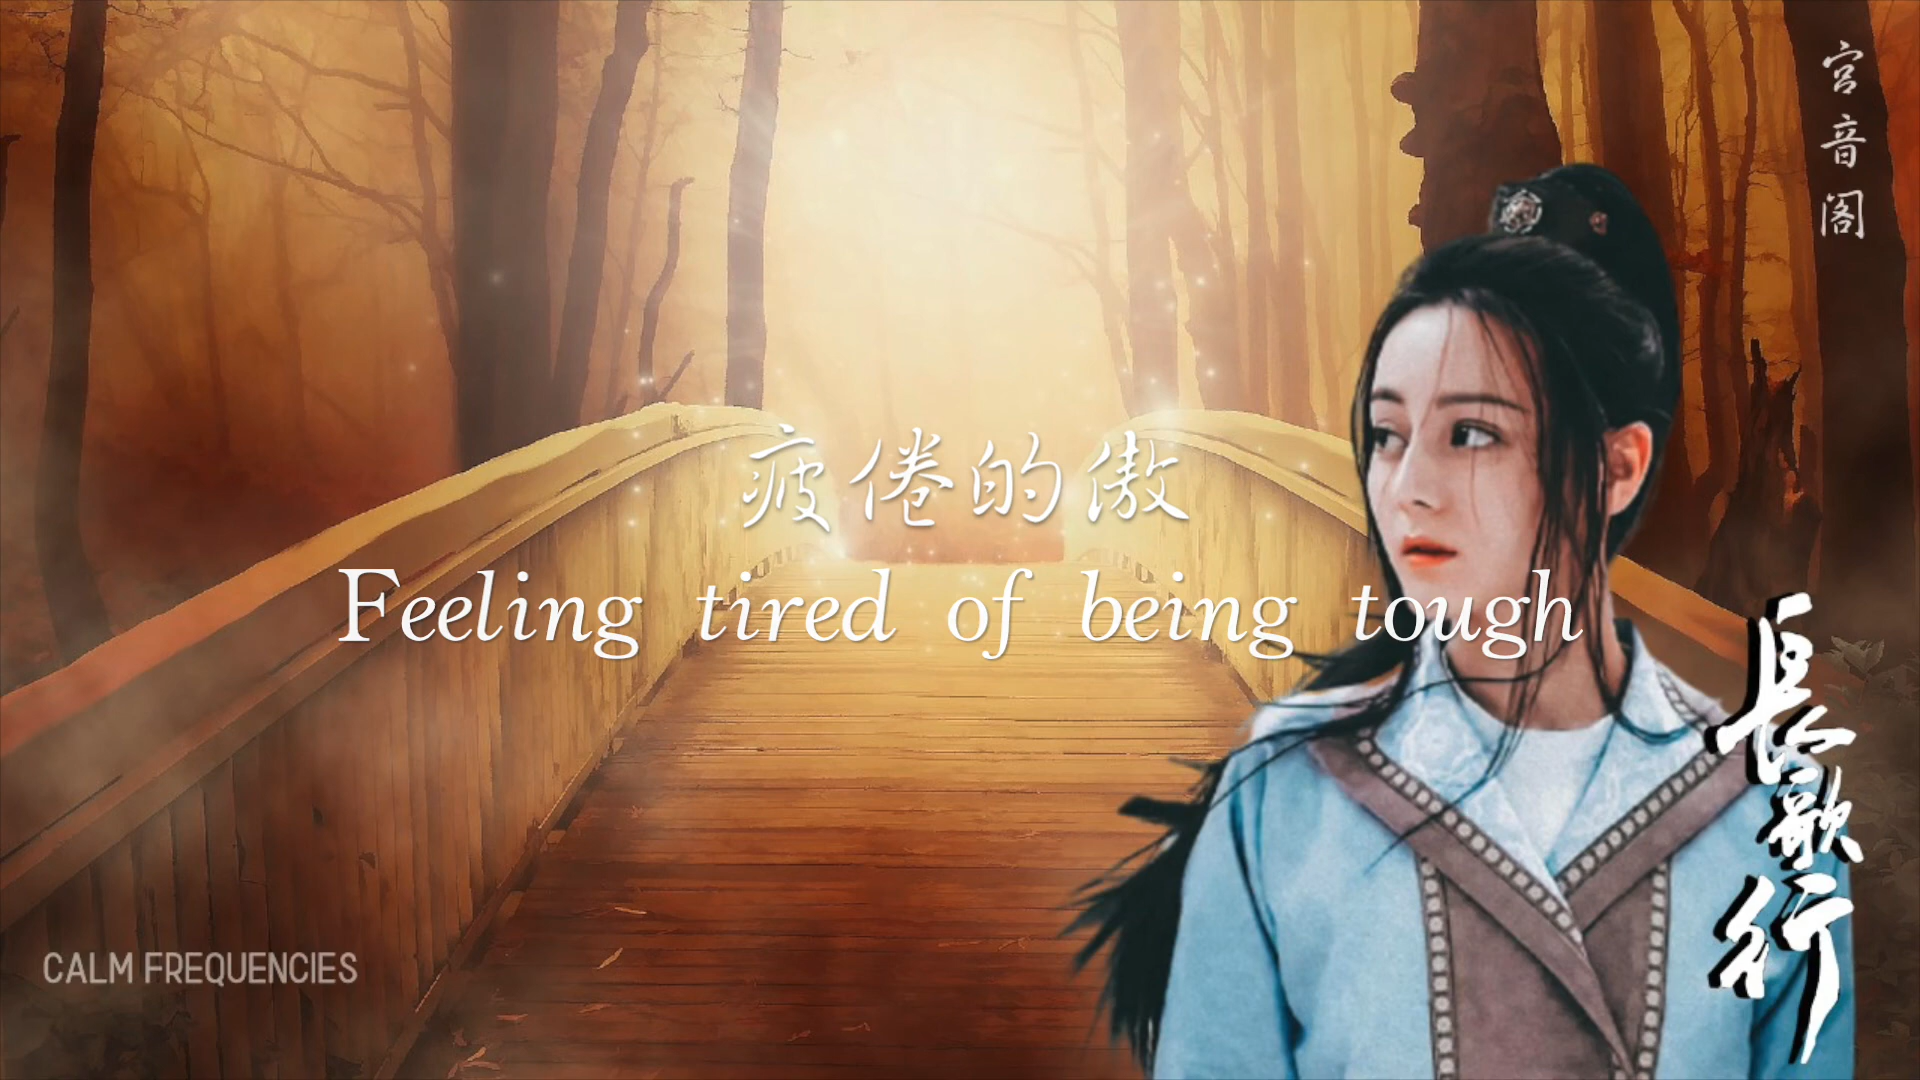 宫音阁
疲倦的傲
Feeling tired of being tough
長歌行
CALM FREQUENCIES